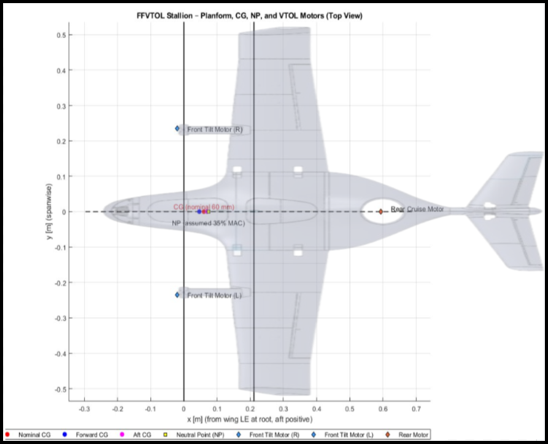 FFVTOL Stallion – Planform, CG, NP, and VTOL Motors (Top View)
0.5
0.4
0.3
0.2
Front Tilt Motor (R)
0.1
CG (nominal 60 mm)
Rear Cruise Motor
0
NP (assumed 35% MAC)
-0.1
-0.2
Front Tilt Motor (L)
-0.3
-0.4
-0.5
y [m] (spanwise)
-0.3 -0.2 -0.1 0 0.1 0.2 0.3 0.4 0.5 0.6 0.7
x [m] (from wing LE at root, aft positive)
Nominal CG Forward CG Aft CG Neutral Point (NP) Front Tilt Motor (R) Front Tilt Motor (L) Rear Motor